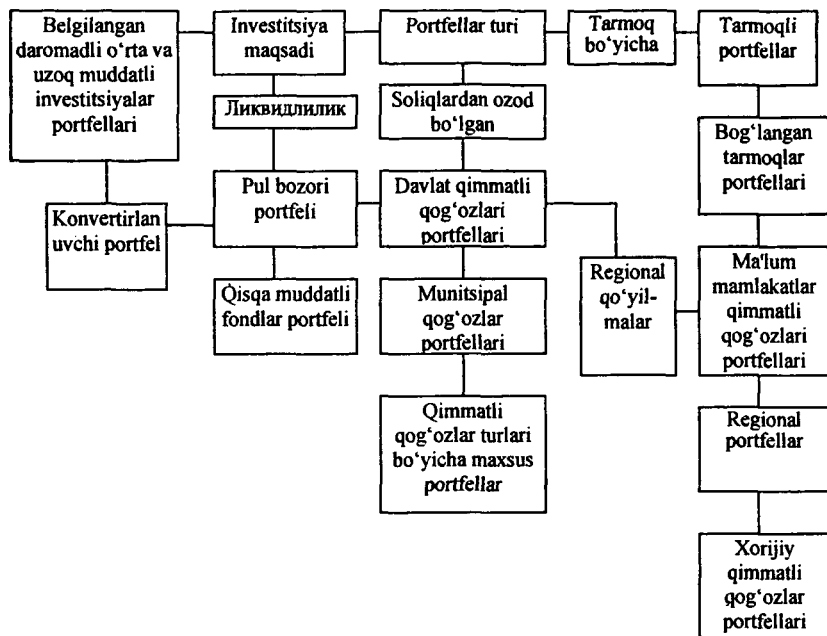 Belgilangan
daromadli o‘rta va
uzoq muddatli
investitsiyalar
portfellari
Investitsiya
maqsadi
Portfellar turi
Tarmoq
bo‘yicha
Tarmoqli
portfellar
Ликвидлилик
Soliqlardan ozod
bo‘lgan
Bog‘langan
tarmoqlar
portfellari
Konvertirlan
uvchi portfel
Pul bozori
portfeli
Davlat qimmatli
qog‘ozlari
portfellari
Qisqa muddatli
fondlar portfeli
Munitsipal
qog‘ozlar
portfellari
Regional
qo‘yil-
malar
Ma'lum
mamlakatlar
qimmatli
qog‘ozlari
portfellari
Qimmatli
qog‘ozlar turlari
bo‘yicha maxsus
portfellar
Regional
portfellar
Xorijiy
qimmatli
qog‘ozlar
portfellari